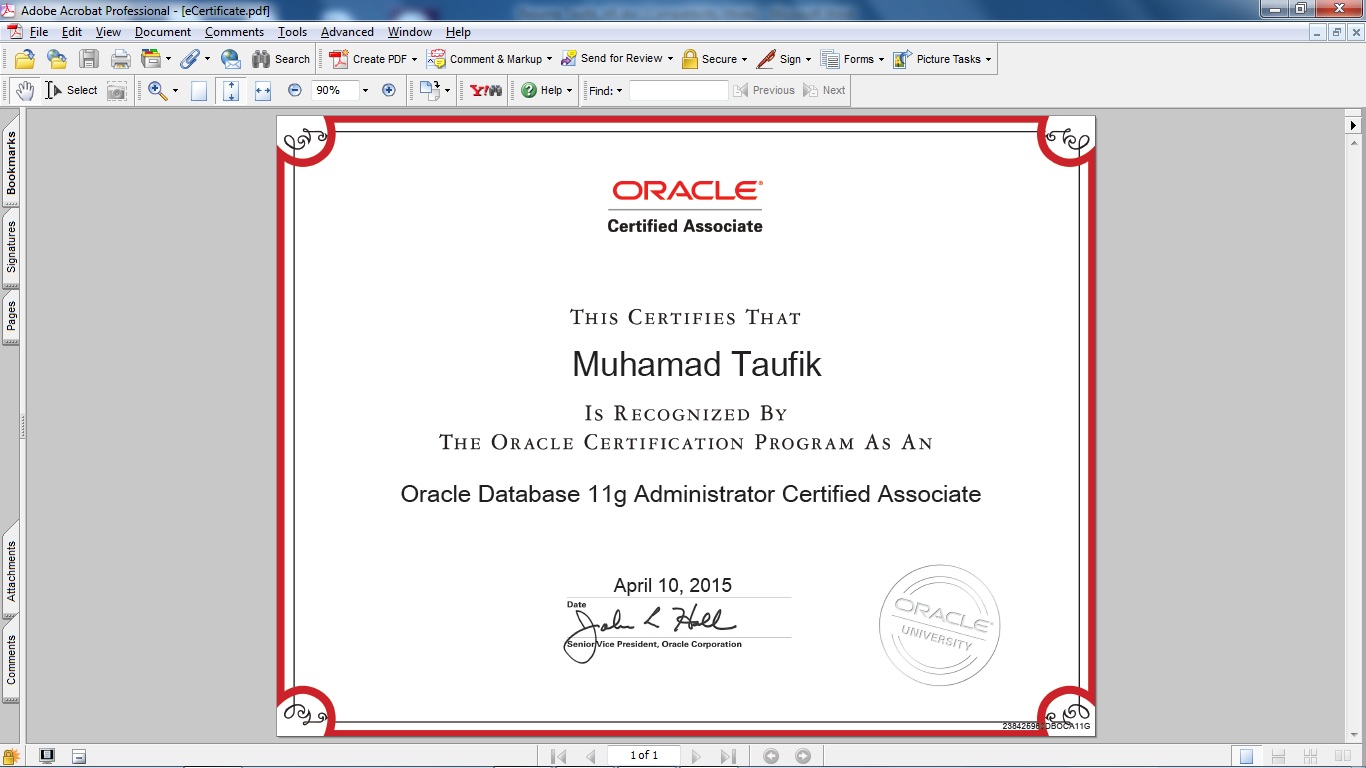 Adobe Acrobat Professional - [eCertificate.pdf]
File Edit View Document Comments Tools Advanced Window Help
Search Create PDF Comment & Markup Send for Review Secure Sign Forms Picture Tasks
Select 90% Y! Help Find: Previous Next
Bookmarks
Signatures
Pages
Attachments
Comments
ORACLE®
Certified Associate
THIS CERTIFIES THAT
Muhamad Taufik
IS RECOGNIZED BY
THE ORACLE CERTIFICATION PROGRAM AS AN
Oracle Database 11g Administrator Certified Associate
April 10, 2015
Date
John L Hall
Senior Vice President, Oracle Corporation
ORACLE®
UNIVERSITY
1 of 1